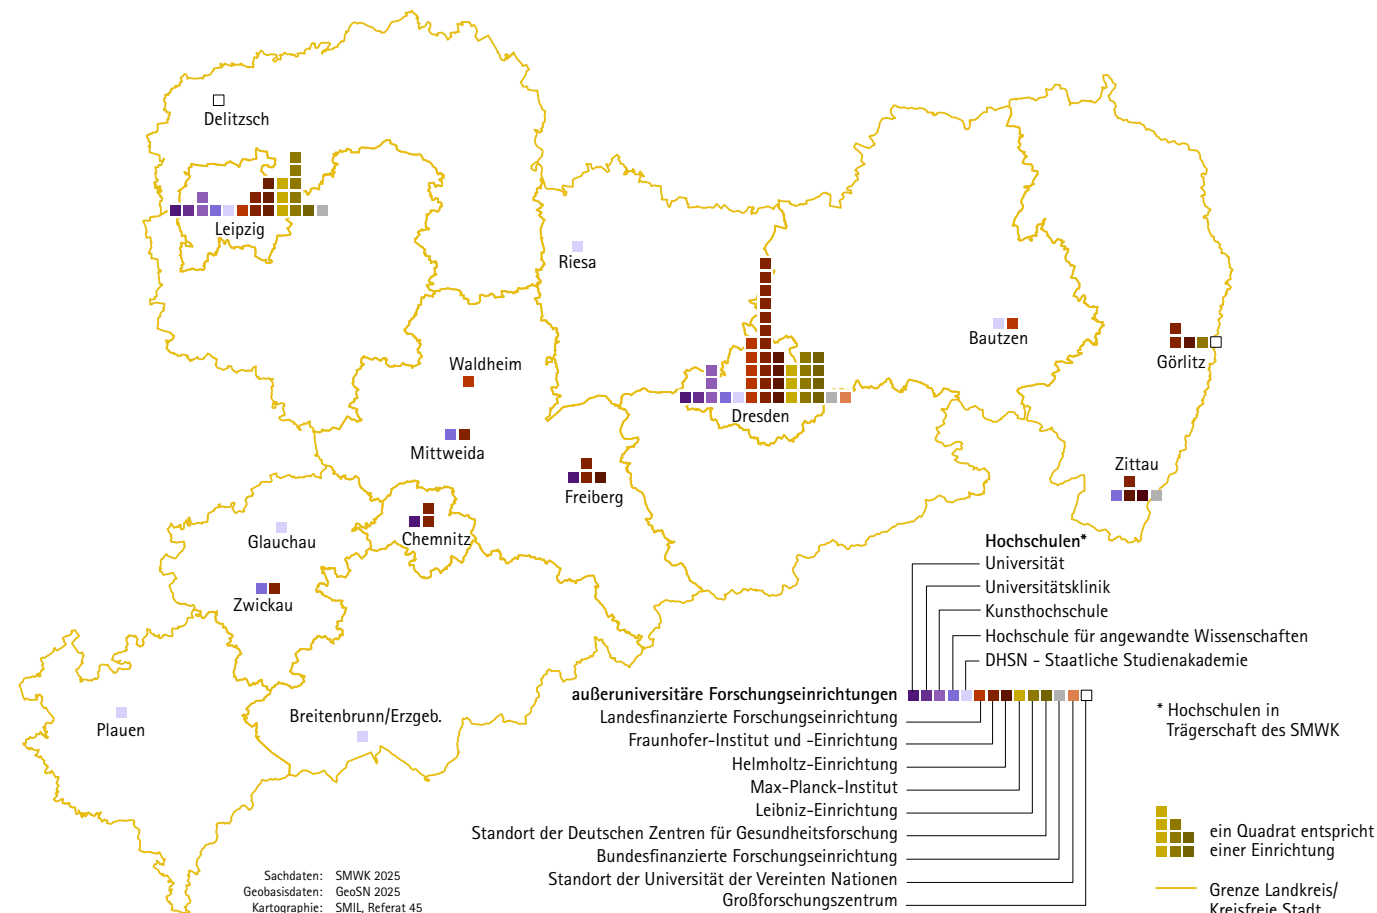 Delitzsch
Leipzig
Riesa
Bautzen
Görlitz
Waldheim
Dresden
Mittweida
Zittau
Freiberg
Chemnitz
Glauchau
Zwickau
Plauen
Breitenbrunn/Erzgeb.
Hochschulen*
Universität
Universitätsklinik
Kunsthochschule
Hochschule für angewandte Wissenschaften
DHSN - Staatliche Studienakademie
außeruniversitäre Forschungseinrichtungen
Landesfinanzierte Forschungseinrichtung
Fraunhofer-Institut und -Einrichtung
Helmholtz-Einrichtung
Max-Planck-Institut
Leibniz-Einrichtung
Standort der Deutschen Zentren für Gesundheitsforschung
Bundesfinanzierte Forschungseinrichtung
Standort der Universität der Vereinten Nationen
Großforschungszentrum
* Hochschulen in
Trägerschaft des SMWK
ein Quadrat entspricht
einer Einrichtung
Grenze Landkreis/
Kreisfreie Stadt
Sachdaten: SMWK 2025
Geobasisdaten: GeoSN 2025
Kartographie: SMIL, Referat 45